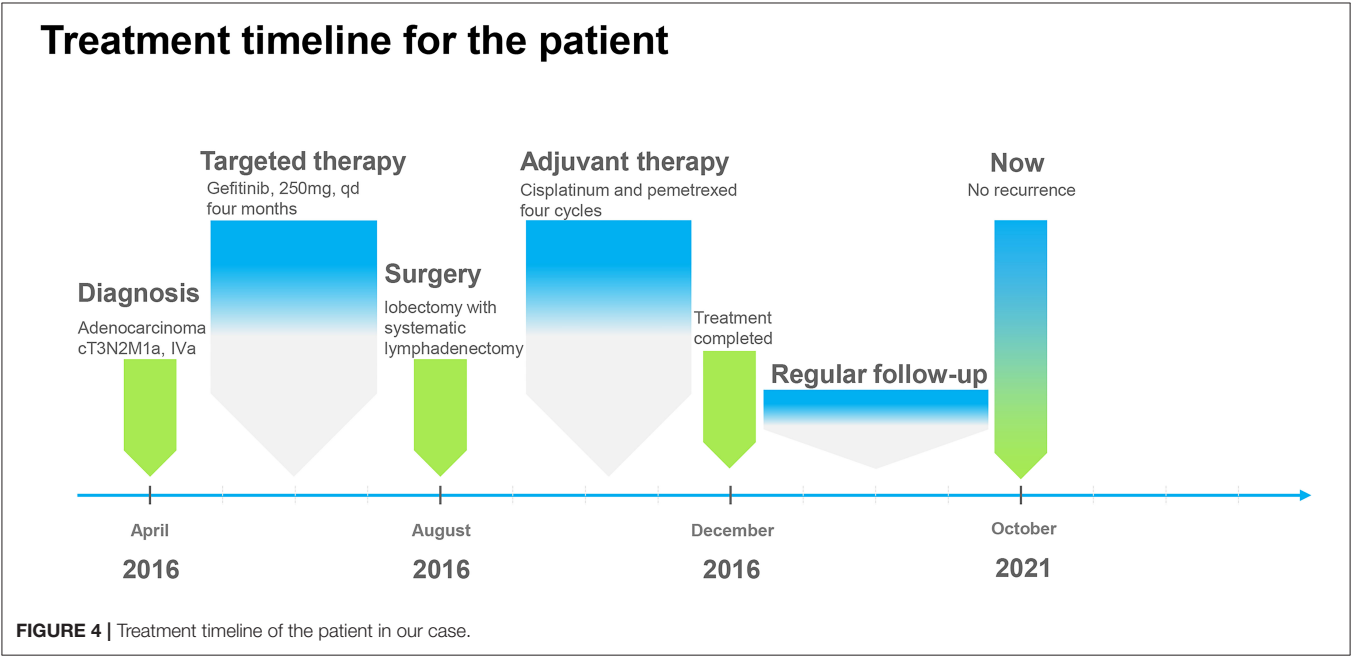 Treatment timeline for the patient
Targeted therapy
Gefitinib, 250mg, qd
four months
Adjuvant therapy
Cisplatinum and pemetrexed
four cycles
Now
No recurrence
Diagnosis
Adenocarcinoma
cT3N2M1a, IVa
Surgery
lobectomy with
systematic
lymphadenectomy
Treatment
completed
Regular follow-up
April
2016
August
2016
December
2016
October
2021
FIGURE 4 | Treatment timeline of the patient in our case.